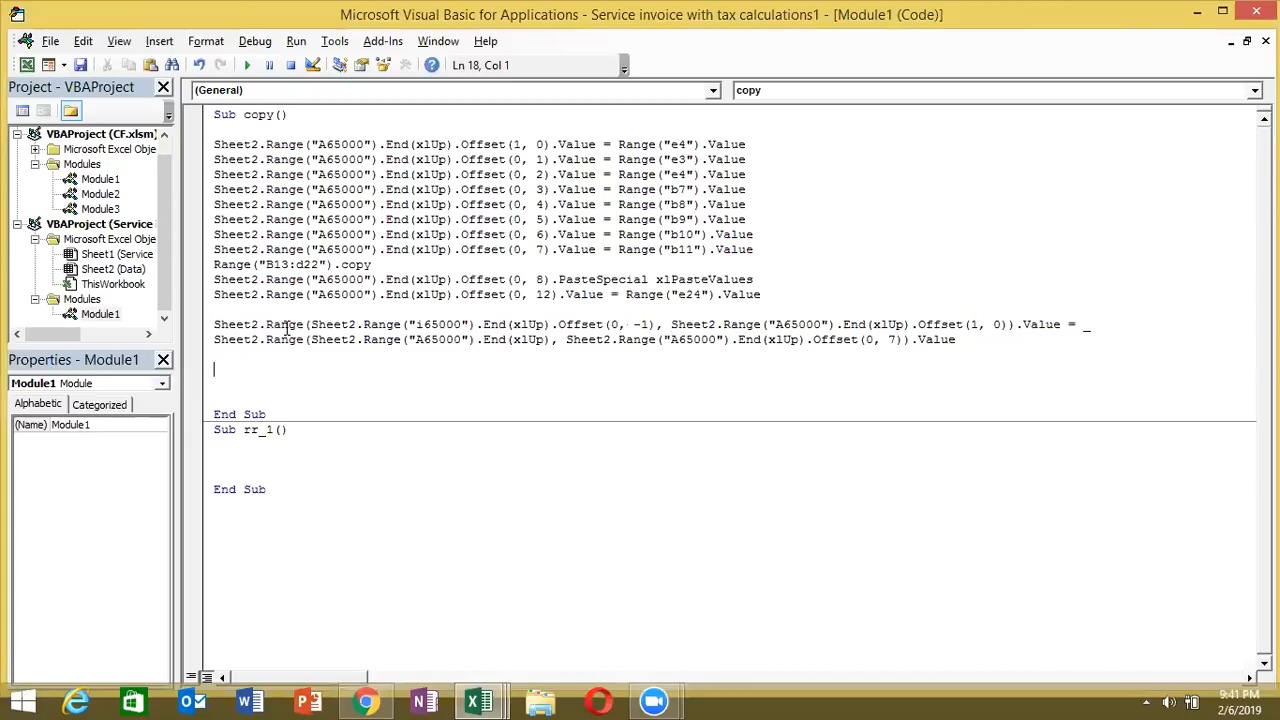 Microsoft Visual Basic for Applications - Service invoice with tax calculations1 - [Module1 (Code)]
File Edit View Insert Format Debug Run Tools Add-Ins Window Help
Ln 18, Col 1
Project - VBAProject
(General)
copy
VBAProject (CF.xlsm)
Microsoft Excel Obje
Modules
Module1
Module2
Module3
VBAProject (Service
Microsoft Excel Obje
Sheet1 (Service
Sheet2 (Data)
ThisWorkbook
Modules
Module1
Properties - Module1
Module1 Module
Alphabetic Categorized
(Name) Module1
Sub copy()
Sheet2.Range("A65000").End(xlUp).Offset(1, 0).Value = Range("e4").Value
Sheet2.Range("A65000").End(xlUp).Offset(0, 1).Value = Range("e3").Value
Sheet2.Range("A65000").End(xlUp).Offset(0, 2).Value = Range("e4").Value
Sheet2.Range("A65000").End(xlUp).Offset(0, 3).Value = Range("b7").Value
Sheet2.Range("A65000").End(xlUp).Offset(0, 4).Value = Range("b8").Value
Sheet2.Range("A65000").End(xlUp).Offset(0, 5).Value = Range("b9").Value
Sheet2.Range("A65000").End(xlUp).Offset(0, 6).Value = Range("b10").Value
Sheet2.Range("A65000").End(xlUp).Offset(0, 7).Value = Range("b11").Value
Range("B13:d22").copy
Sheet2.Range("A65000").End(xlUp).Offset(0, 8).PasteSpecial xlPasteValues
Sheet2.Range("A65000").End(xlUp).Offset(0, 12).Value = Range("e24").Value
Sheet2.Range(Sheet2.Range("i65000").End(xlUp).Offset(0, -1), Sheet2.Range("A65000").End(xlUp).Offset(1, 0)).Value = _
Sheet2.Range(Sheet2.Range("A65000").End(xlUp), Sheet2.Range("A65000").End(xlUp).Offset(0, 7)).Value
End Sub
Sub rr_1()
End Sub
9:41 PM
2/6/2019